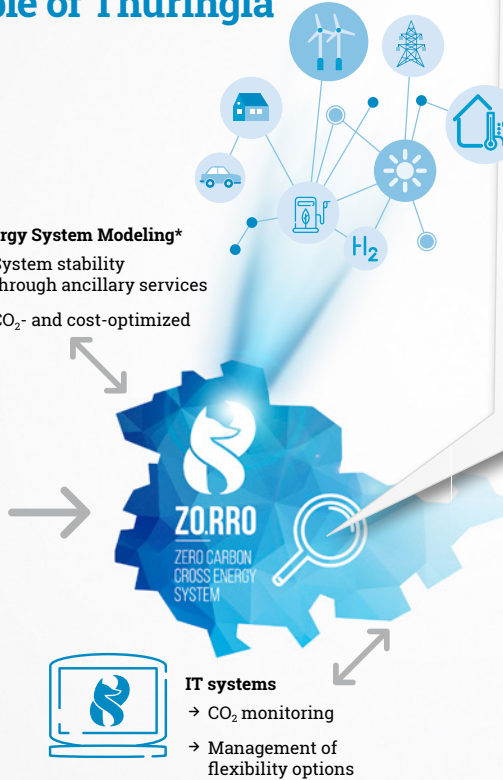 ple of Thuringia
H₂
rgy System Modeling*
System stability
through ancillary services
CO₂- and cost-optimized
ZO.RRO
ZERO CARBON
CROSS ENERGY
SYSTEM
IT systems
→ CO₂ monitoring
→ Management of
flexibility options